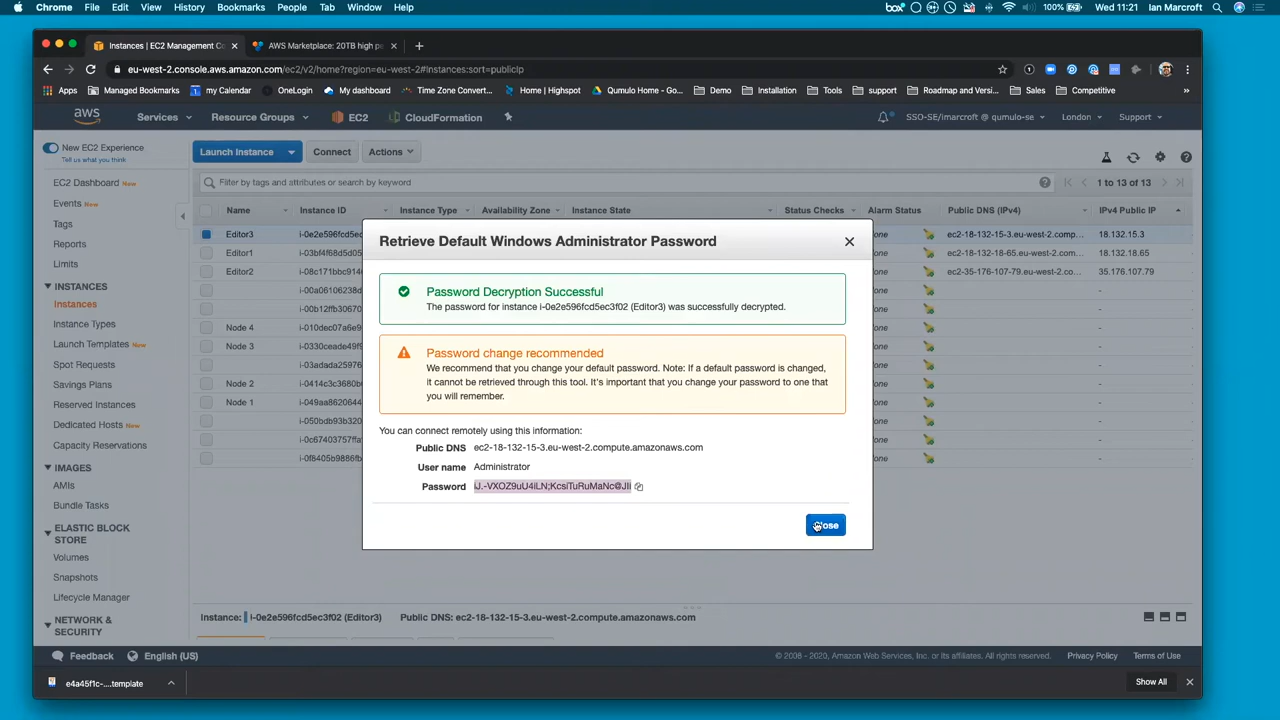 Chrome File Edit View History Bookmarks People Tab Window Help
box 100% Wed 11:21 Ian Marcroft
Instances | EC2 Management Co
AWS Marketplace: 20TB high pe
eu-west-2.console.aws.amazon.com/ec2/v2/home?region=eu-west-2#Instances:sort=publicIp
Apps Managed Bookmarks my Calendar OneLogin My dashboard Time Zone Convert... Home | Highspot Qumulo Home - Go... Demo Installation Tools support Roadmap and Versi... Sales Competitive »
aws Services Resource Groups EC2 CloudFormation SSO-SE/imarcroft @ qumulo-se London Support
New EC2 Experience
Tell us what you think
Launch Instance Connect Actions
EC2 Dashboard New
Filter by tags and attributes or search by keyword
1 to 13 of 13
Events New
Tags
Reports
Limits
INSTANCES
Instances
Instance Types
Launch Templates New
Spot Requests
Savings Plans
Reserved Instances
Dedicated Hosts New
Capacity Reservations
IMAGES
AMIs
Bundle Tasks
ELASTIC BLOCK
STORE
Volumes
Snapshots
Lifecycle Manager
NETWORK &
SECURITY
Name Instance ID Instance Type Availability Zone Instance State Status Checks Alarm Status Public DNS (IPv4) IPv4 Public IP
Editor3 i-0e2e596fcd5ec one ec2-18-132-15-3.eu-west-2.comp... 18.132.15.3
Editor1 i-03bf4f68d5d05 one ec2-18-132-18-65.eu-west-2.com... 18.132.18.65
Editor2 i-08c171bbc91 one ec2-35-176-107-79.eu-west-2.co... 35.176.107.79
i-00a06106238d one -
i-00b12ffb30670 one -
Node 4 i-010dec07a6e9 one -
Node 3 i-0330ceade49f one -
i-03adada25976 one -
Node 2 i-0414c3c3680b one -
Node 1 i-049aa8620644 one -
i-050bdb93b320 one -
i-0c67403757ffa one -
i-0f8405b9886fb one -
Retrieve Default Windows Administrator Password
Password Decryption Successful
The password for instance i-0e2e596fcd5ec3f02 (Editor3) was successfully decrypted.
Password change recommended
We recommend that you change your default password. Note: If a default password is changed,
it cannot be retrieved through this tool. It's important that you change your password to one that
you will remember.
You can connect remotely using this information:
Public DNS ec2-18-132-15-3.eu-west-2.compute.amazonaws.com
User name Administrator
Password
Close
Instance: i-0e2e596fcd5ec3f02 (Editor3) Public DNS: ec2-18-132-15-3.eu-west-2.compute.amazonaws.com
Feedback English (US) © 2008 - 2020, Amazon Web Services, Inc. or its affiliates. All rights reserved. Privacy Policy Terms of Use
e4a45f1c-....template Show All